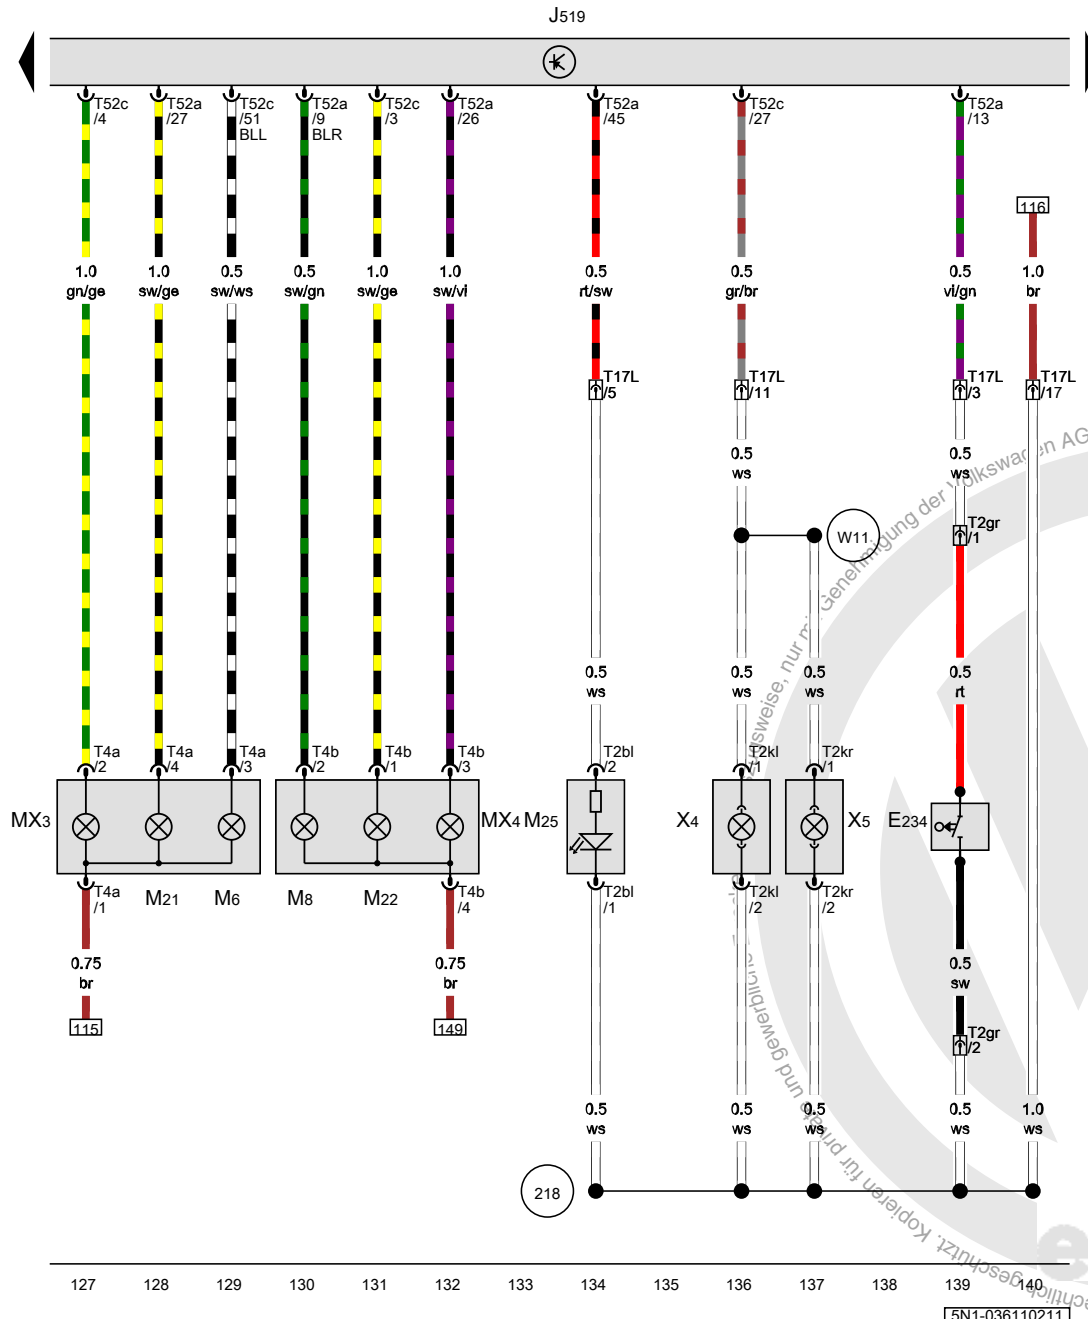 J519
T52c T52a T52c T52a T52c T52a T52a T52c T52a
/4 /27 /51 /9 /3 /26 /45 /27 /13
BLL BLR
116
1.0 1.0 0.5 0.5 1.0 1.0 0.5 0.5 0.5 1.0
gn/ge sw/ge sw/ws sw/gn sw/ge sw/vi rt/sw gr/br vi/gn br
T17L T17L T17L T17L
/5 /11 /3 /17
0.5 0.5
ws ws
T2gr
/1
W11
0.5 0.5 0.5 0.5
ws ws ws rt
T4a T4a T4a T4b T4b T4b T2bl T2kl T2kr
/2 /4 /3 /2 /1 /3 /2 /1 /1
MX3 MX4 M25 X4 X5 E234
T4a T4b T2bl T2kl T2kr
/1 /4 /1 /2 /2
M21 M6 M8 M22
0.75 0.75 0.5
br br sw
115 149
T2gr
/2
0.5 0.5 0.5 0.5 1.0
ws ws ws ws ws
218
127 128 129 130 131 132 133 134 135 136 137 138 139 140
5N1-036110211